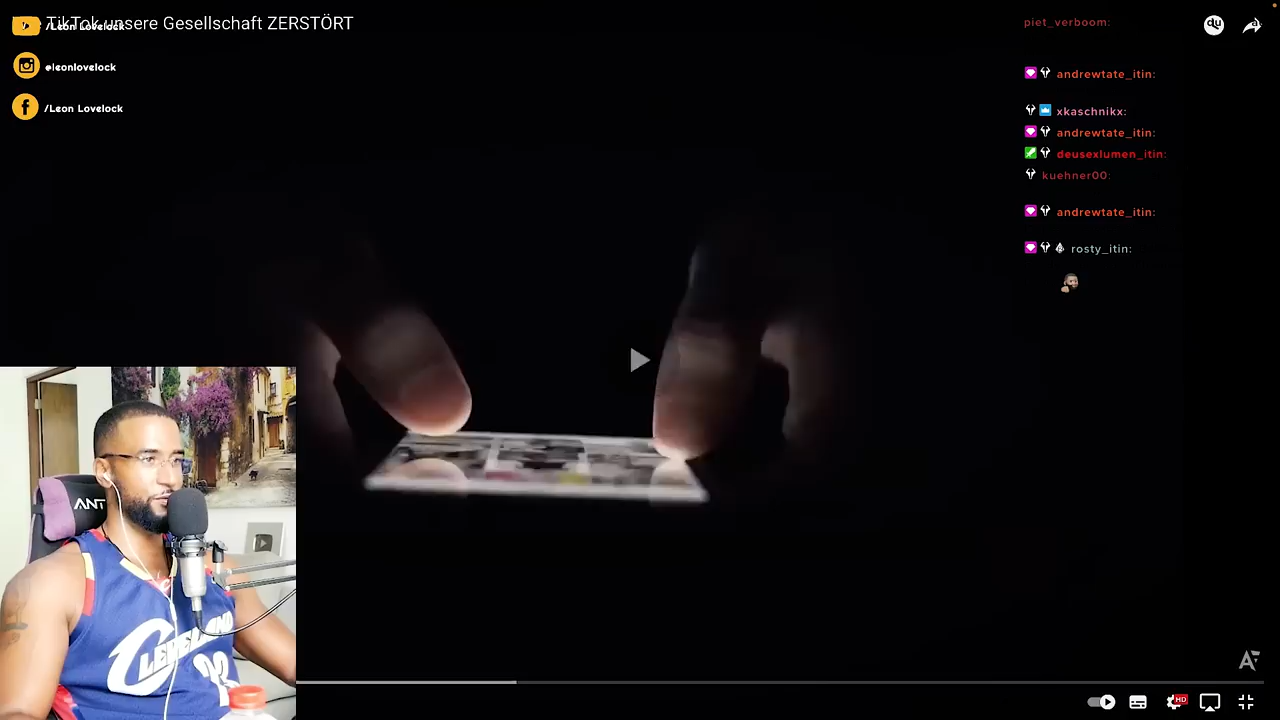 TikTok unsere Gesellschaft ZERSTÖRT
/Leon Lovelock
@leonlovelock
/Leon Lovelock
piet_verboom:
andrewtate_itin:
xkaschnikx:
andrewtate_itin:
deusexlumen_itin:
kuehner00:
andrewtate_itin:
rosty_itin:
ANT
CLEVELAND
HD